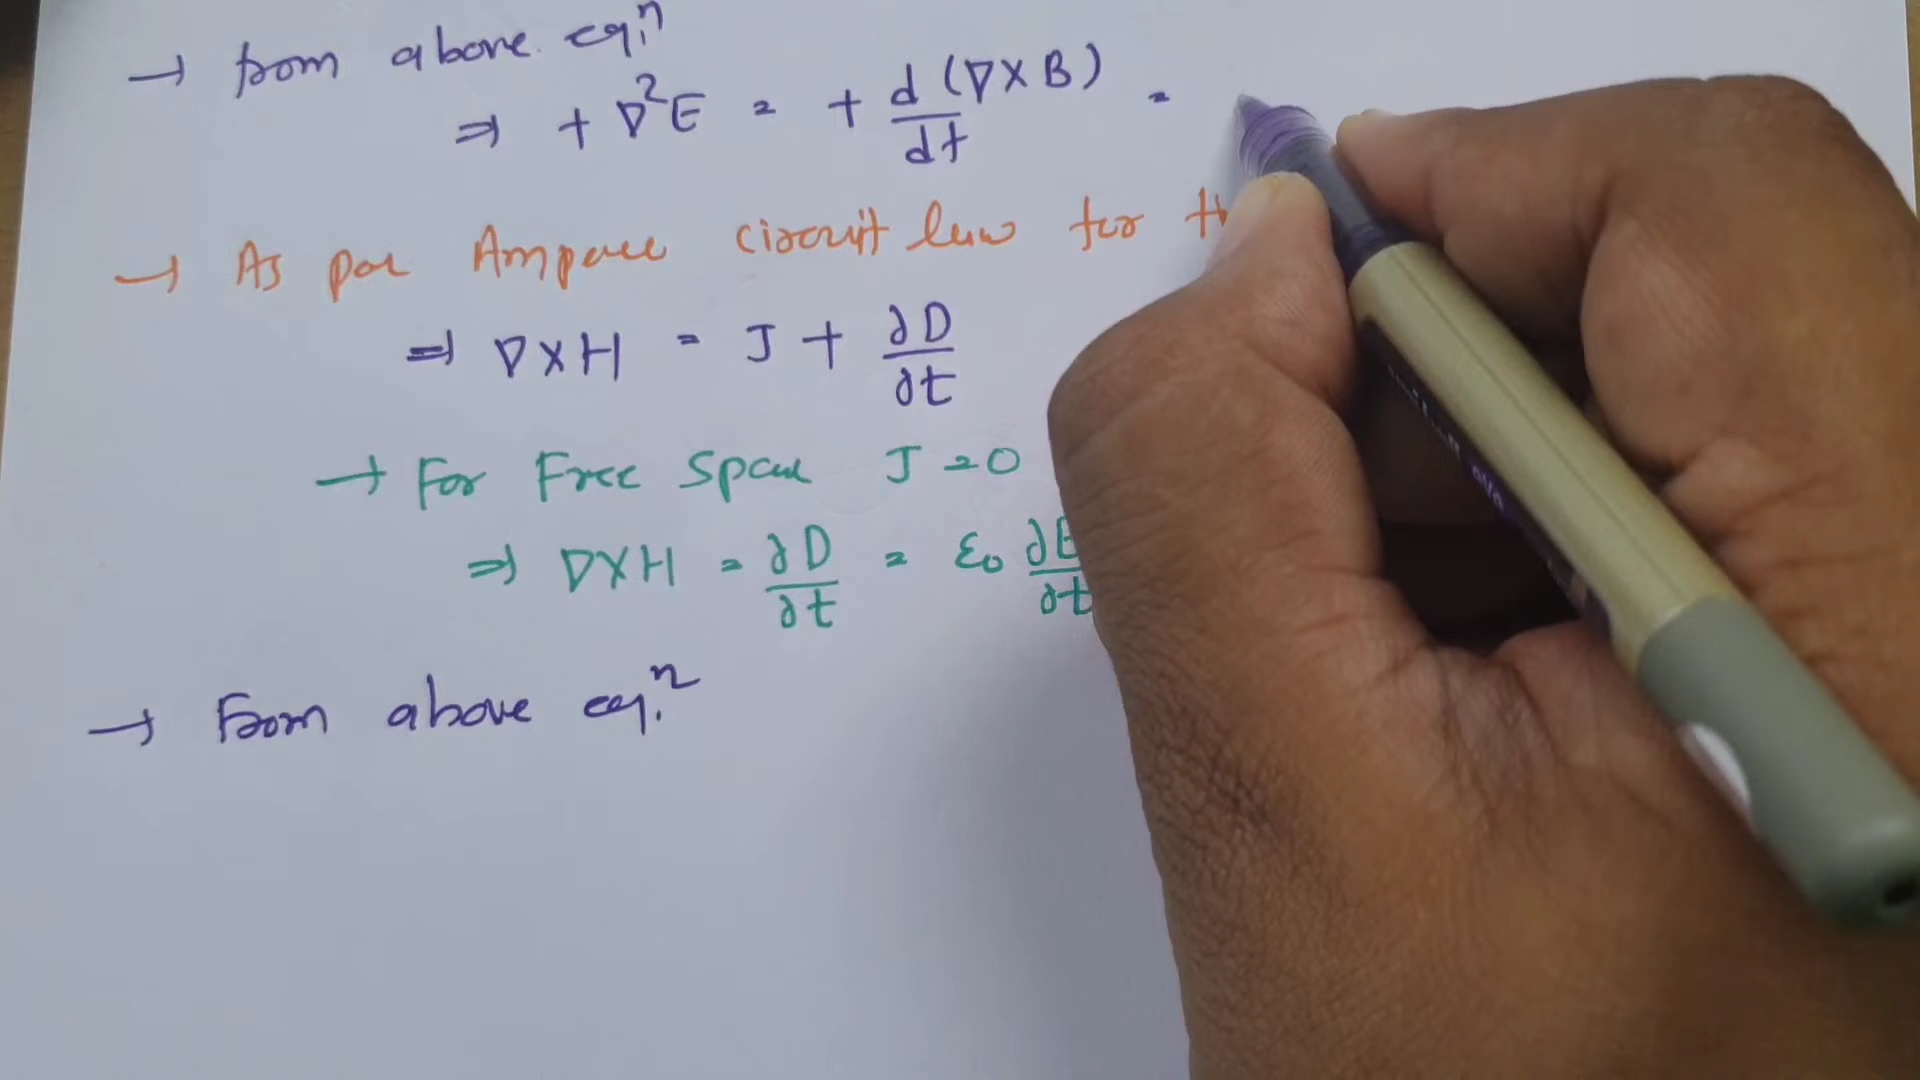 → from above eqn
⇒ + ∇²E = + d/dt (∇×B) =
→ As per Ampere circuit law for
⇒ ∇×H = J + ∂D/∂t
→ For Free Space J = 0
⇒ ∇×H = ∂D/∂t = ε₀ ∂E/∂t
→ From above eqn